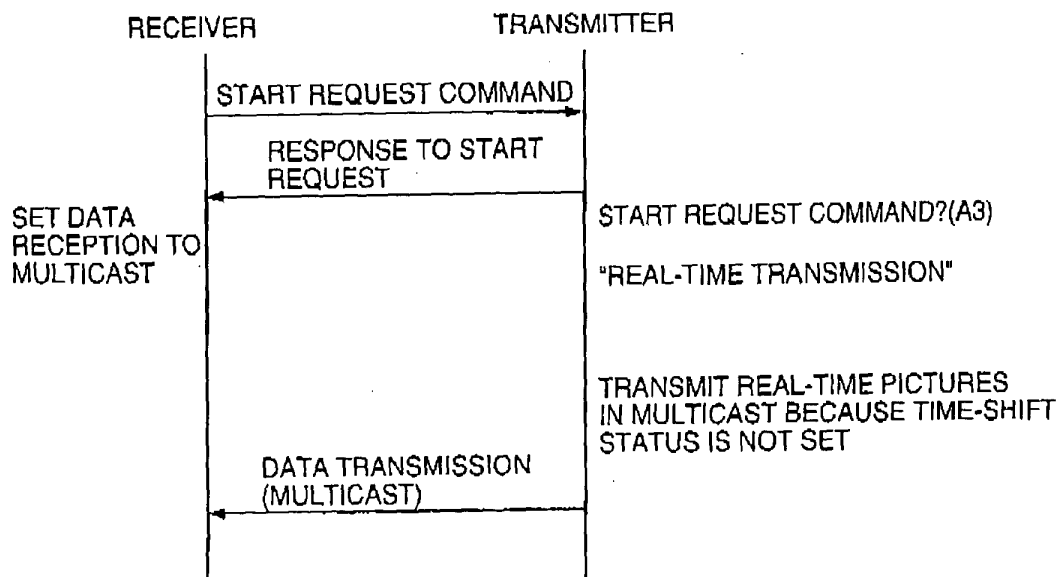 RECEIVER
TRANSMITTER
START REQUEST COMMAND
RESPONSE TO START
REQUEST
SET DATA
RECEPTION TO
MULTICAST
START REQUEST COMMAND?(A3)
"REAL-TIME TRANSMISSION"
TRANSMIT REAL-TIME PICTURES
IN MULTICAST BECAUSE TIME-SHIFT
STATUS IS NOT SET
DATA TRANSMISSION
(MULTICAST)